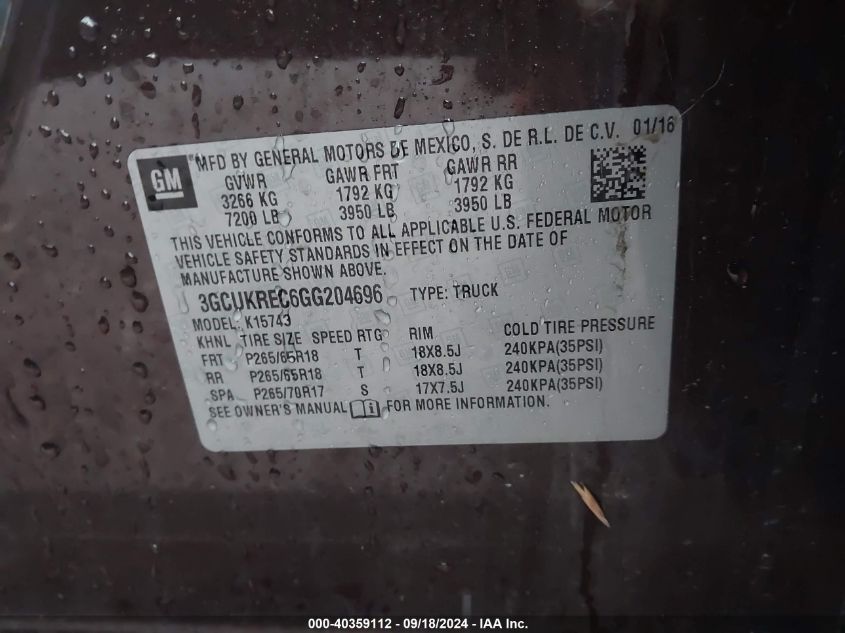 GM
MFD BY GENERAL MOTORS DE MEXICO, S. DE R.L. DE C.V. 01/16
GVWR GAWR FRT GAWR RR
3266 KG 1792 KG 1792 KG
7200 LB 3950 LB 3950 LB
THIS VEHICLE CONFORMS TO ALL APPLICABLE U.S. FEDERAL MOTOR
VEHICLE SAFETY STANDARDS IN EFFECT ON THE DATE OF
MANUFACTURE SHOWN ABOVE.
3GCUKREC6GG204696 TYPE: TRUCK
MODEL: K15743
KHNL TIRE SIZE SPEED RTG RIM COLD TIRE PRESSURE
FRT P265/65R18 T 18X8.5J 240KPA(35PSI)
RR P265/65R18 T 18X8.5J 240KPA(35PSI)
SPA P265/70R17 S 17X7.5J 240KPA(35PSI)
SEE OWNER'S MANUAL FOR MORE INFORMATION.
000-40359112 - 09/18/2024 - IAA Inc.